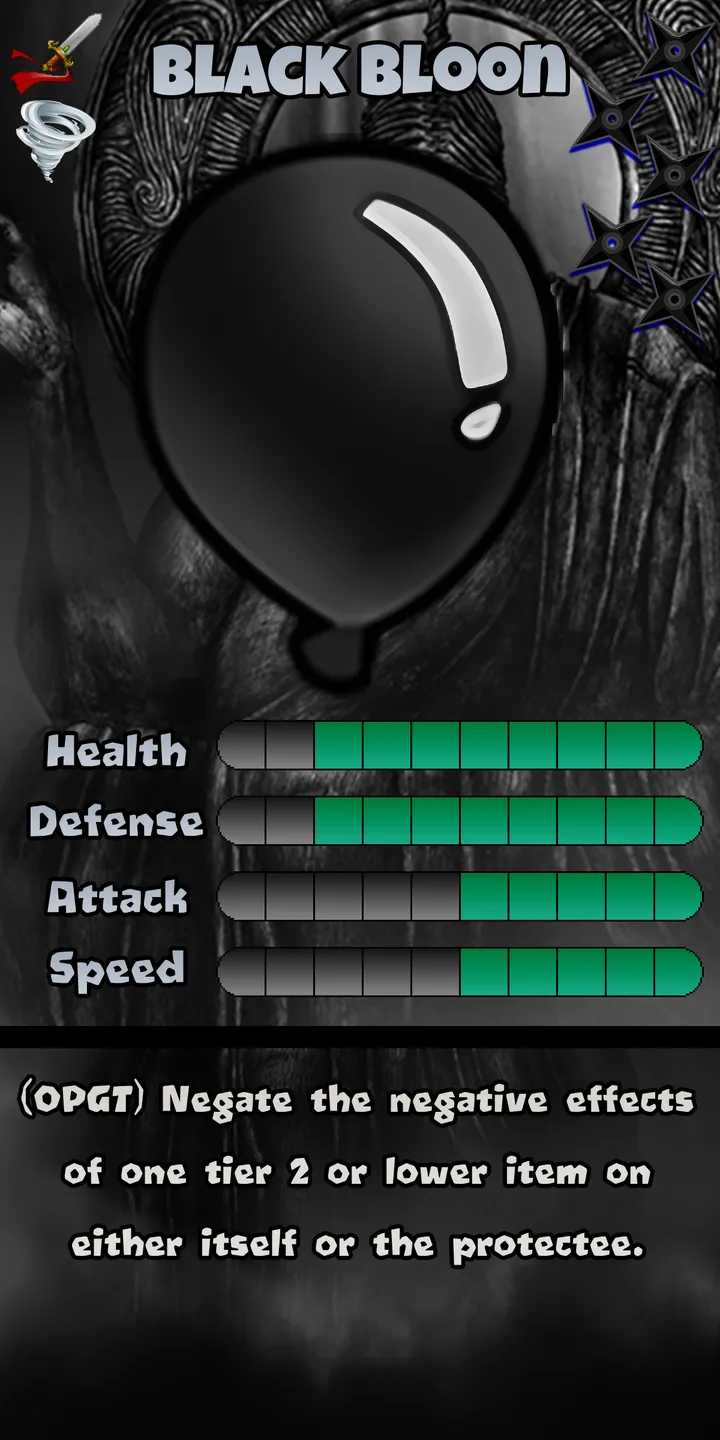 BLACK BLOON
Health
Defense
Attack
Speed
(OPGT) Negate the negative effects
of one tier 2 or lower item on
either itself or the protectee.